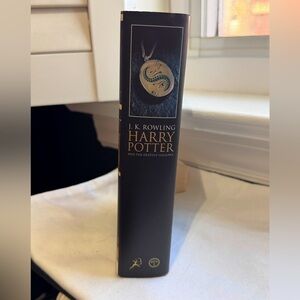 J. K. ROWLING
HARRY
POTTER
AND THE DEATHLY HALLOWS